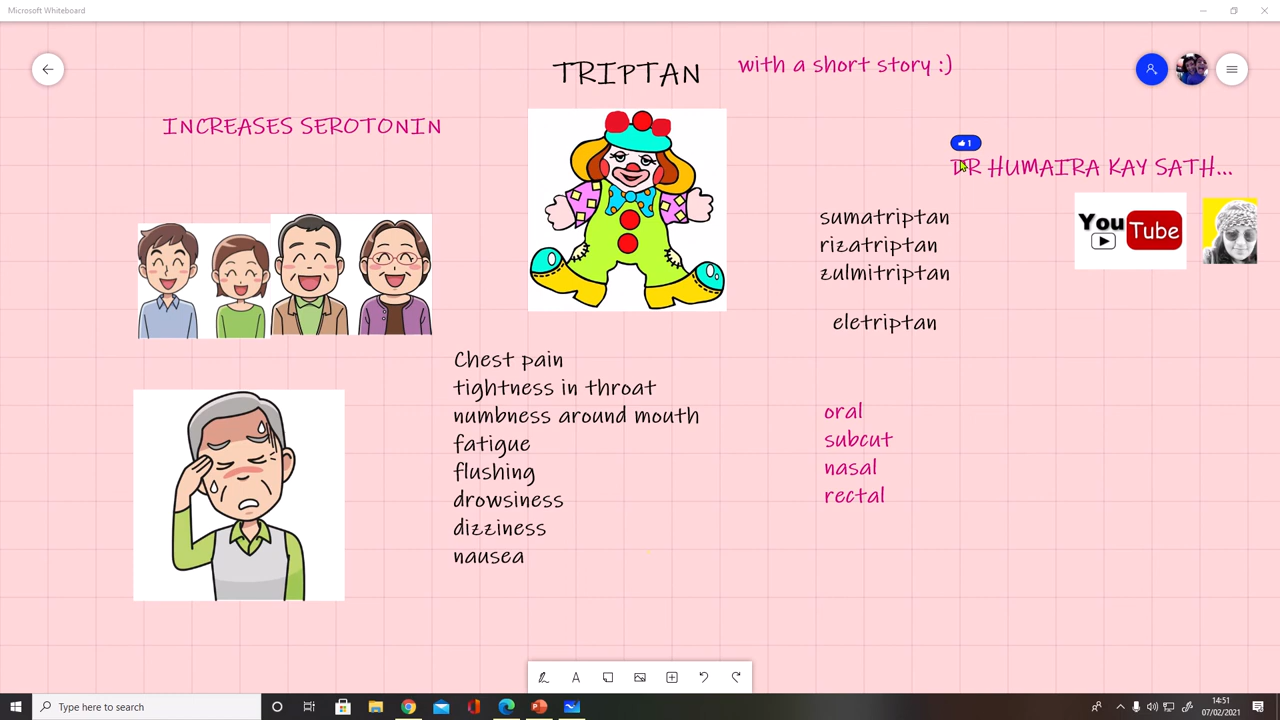 Microsoft Whiteboard
TRIPTAN
with a short story :)
INCREASES SEROTONIN
1
DR HUMAIRA KAY SATH...
You Tube
sumatriptan
rizatriptan
zulmitriptan
eletriptan
Chest pain
tightness in throat
numbness around mouth
fatigue
flushing
drowsiness
dizziness
nausea
oral
subcut
nasal
rectal
A
Type here to search
14:51
07/02/2021